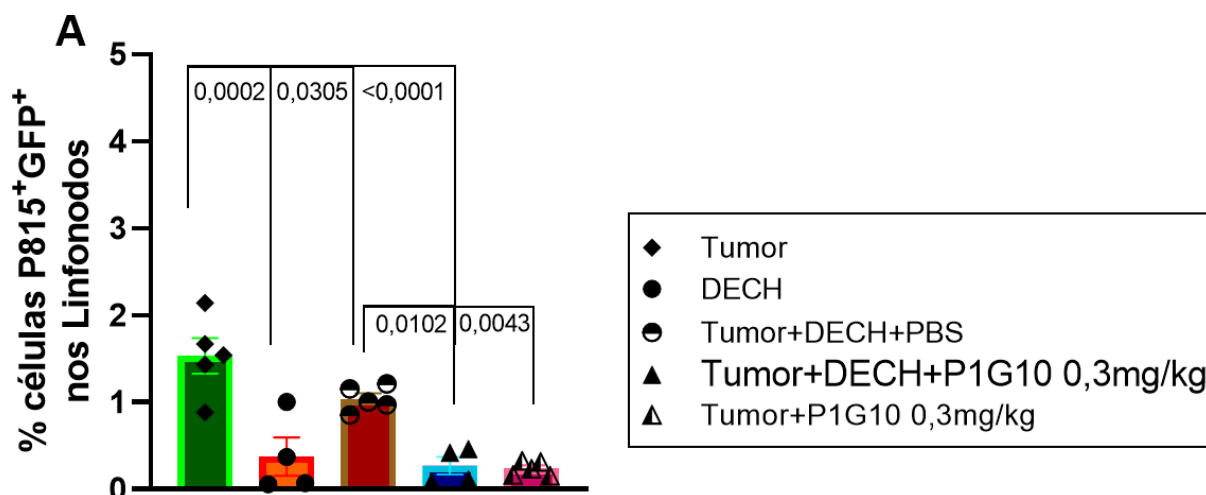 A
% células P815⁺GFP⁺
nos Linfonodos
5
4
3
2
1
0
0,0002
0,0305
<0,0001
0,0102
0,0043
Tumor
DECH
Tumor+DECH+PBS
Tumor+DECH+P1G10 0,3mg/kg
Tumor+P1G10 0,3mg/kg